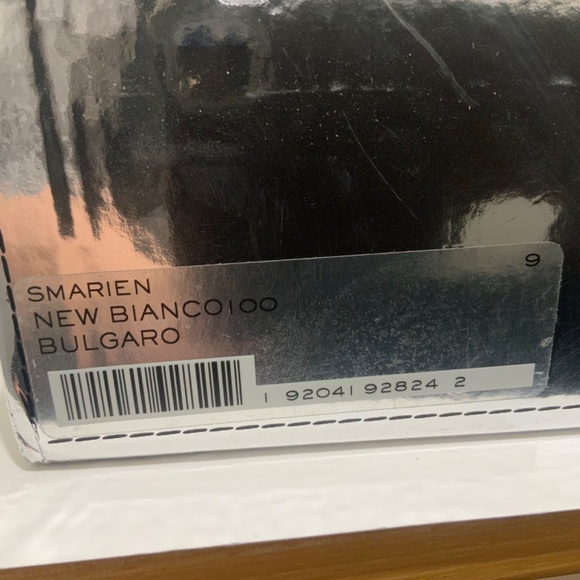 9
SMARIEN
NEW BIANCO100
BULGARO
1 92041 92824 2